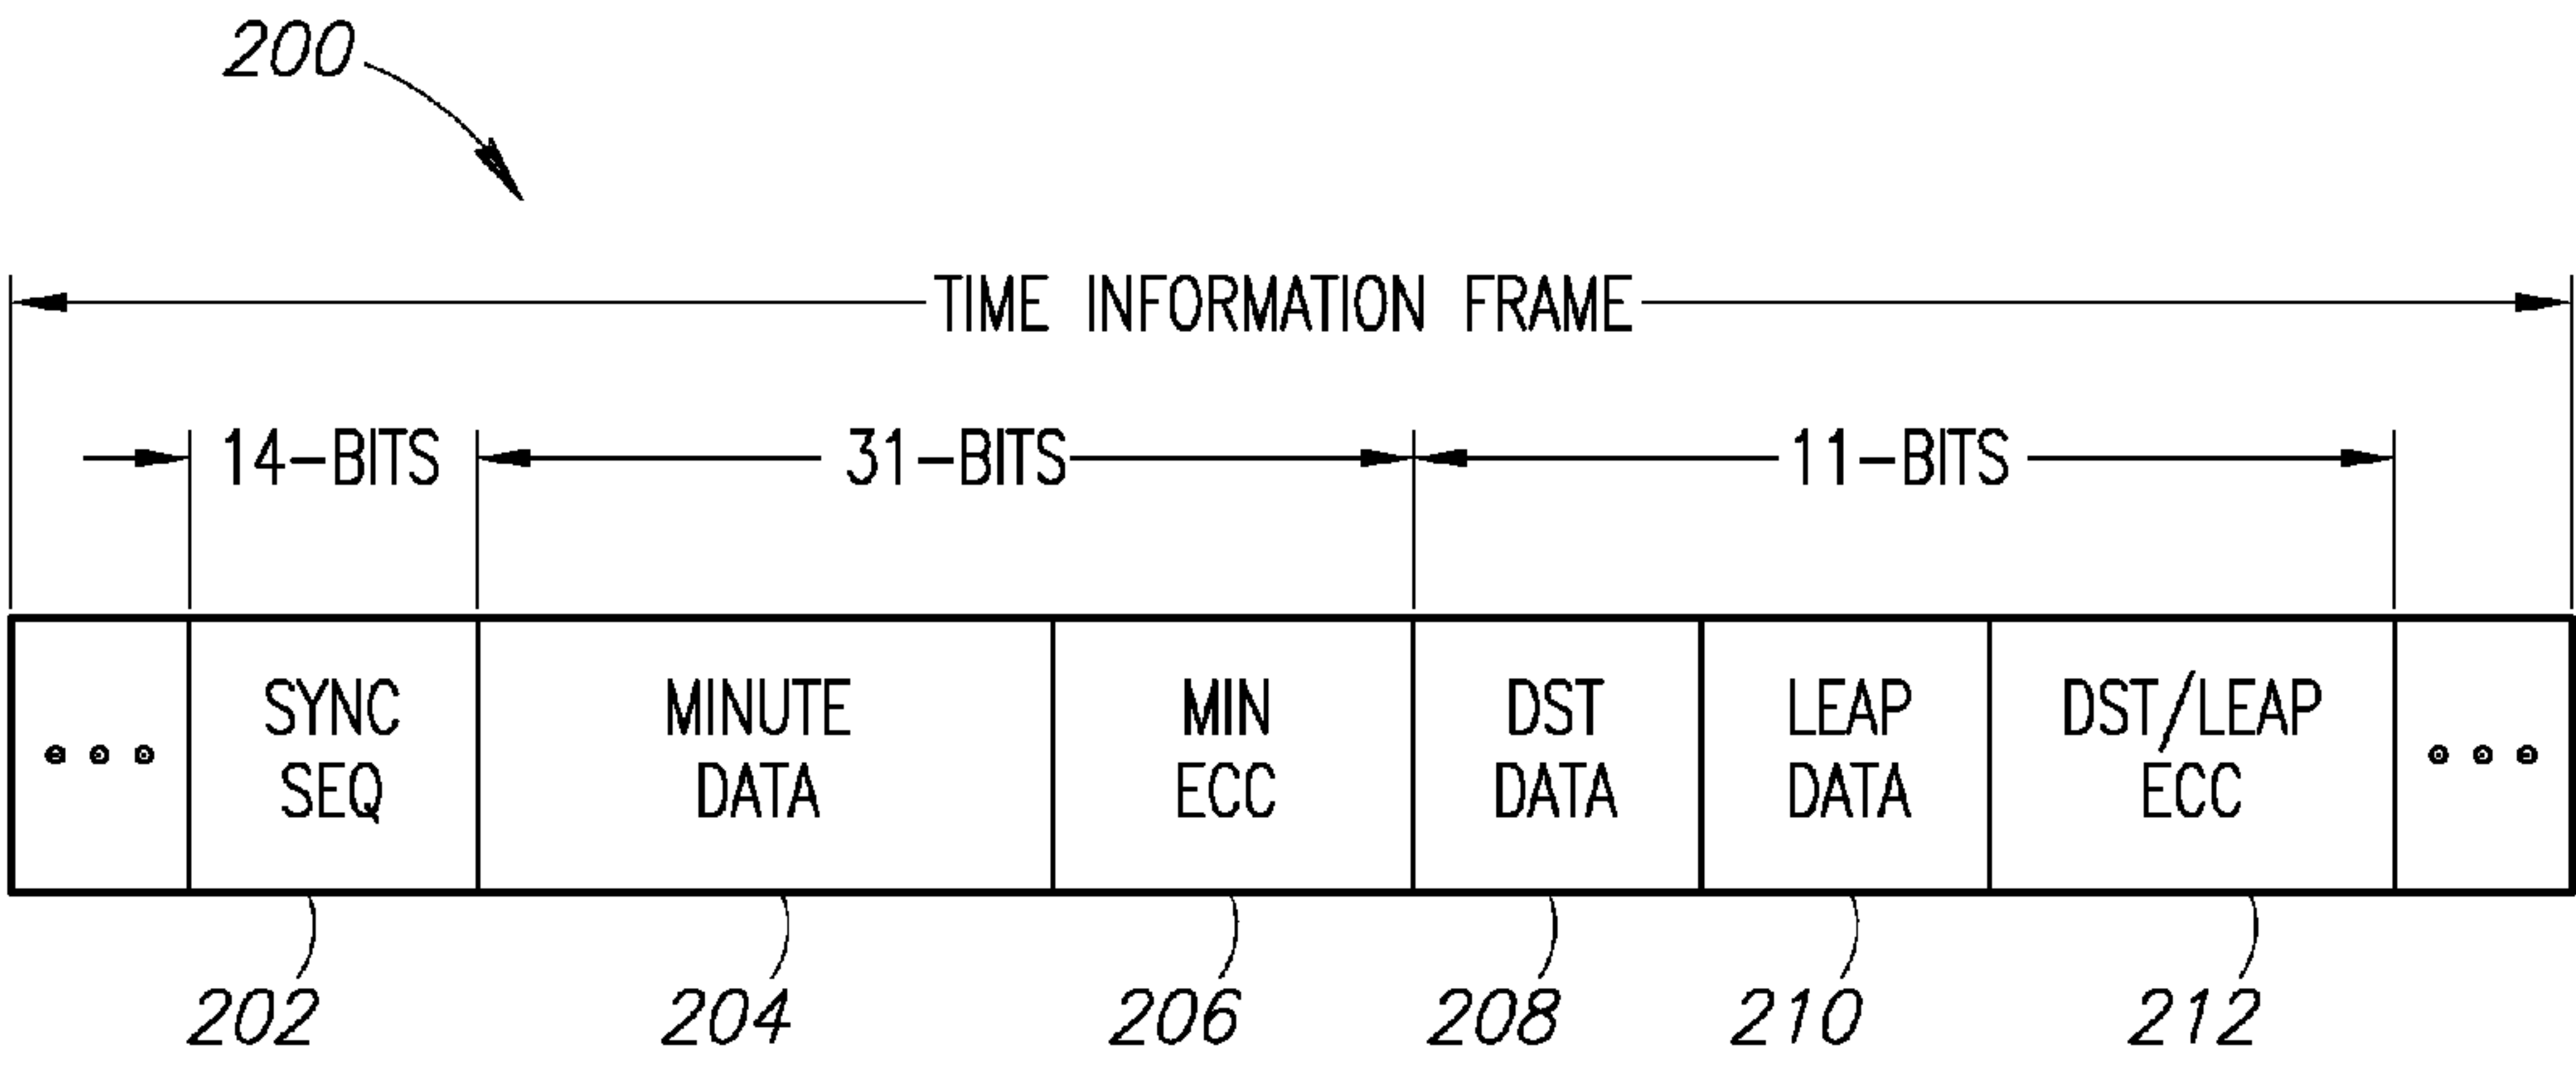 200
TIME INFORMATION FRAME
14-BITS 31-BITS 11-BITS
SYNC SEQ
MINUTE DATA
MIN ECC
DST DATA
LEAP DATA
DST/LEAP ECC
202 204 206 208 210 212